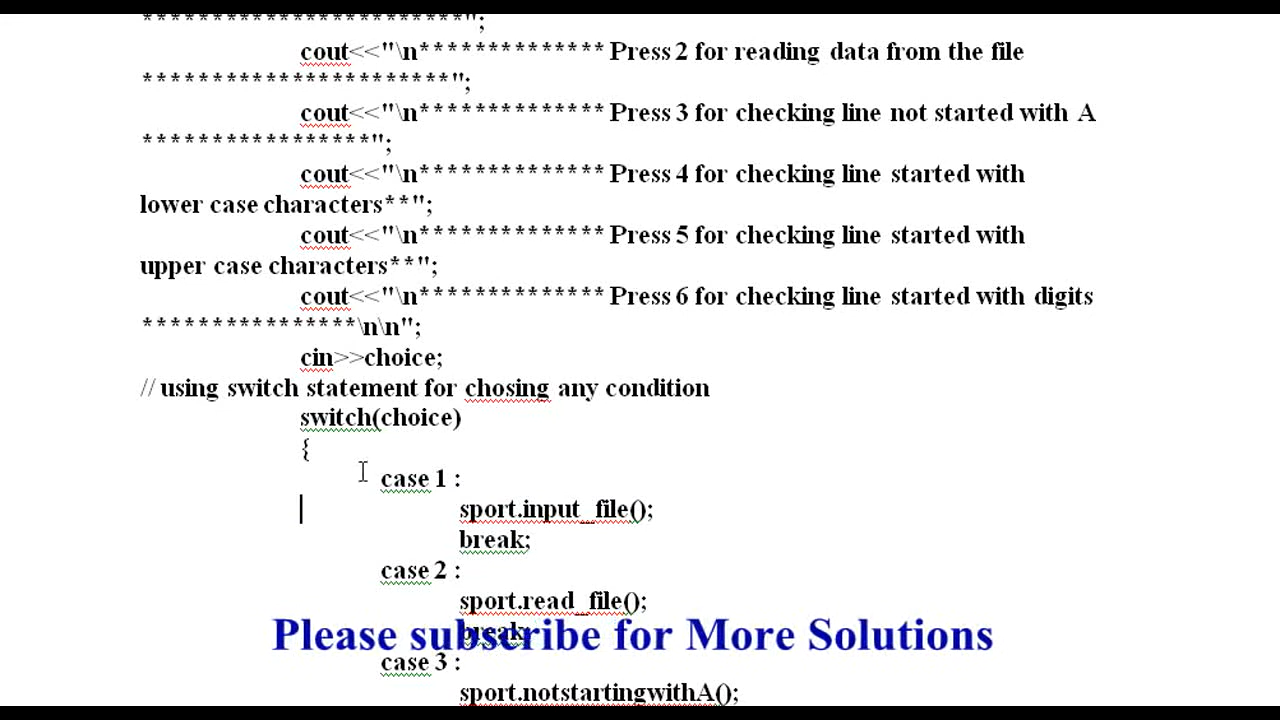 ***********************";
cout<<"\n************** Press 2 for reading data from the file
**********************";
cout<<"\n************** Press 3 for checking line not started with A
*****************";
cout<<"\n************** Press 4 for checking line started with
lower case characters**";
cout<<"\n************** Press 5 for checking line started with
upper case characters**";
cout<<"\n************** Press 6 for checking line started with digits
****************\n\n";
cin>>choice;
// using switch statement for chosing any condition
switch(choice)
{
case 1 :
sport.input_file();
break;
case 2 :
sport.read_file();
break;
Please subscribe for More Solutions
case 3 :
sport.notstartingwithA();